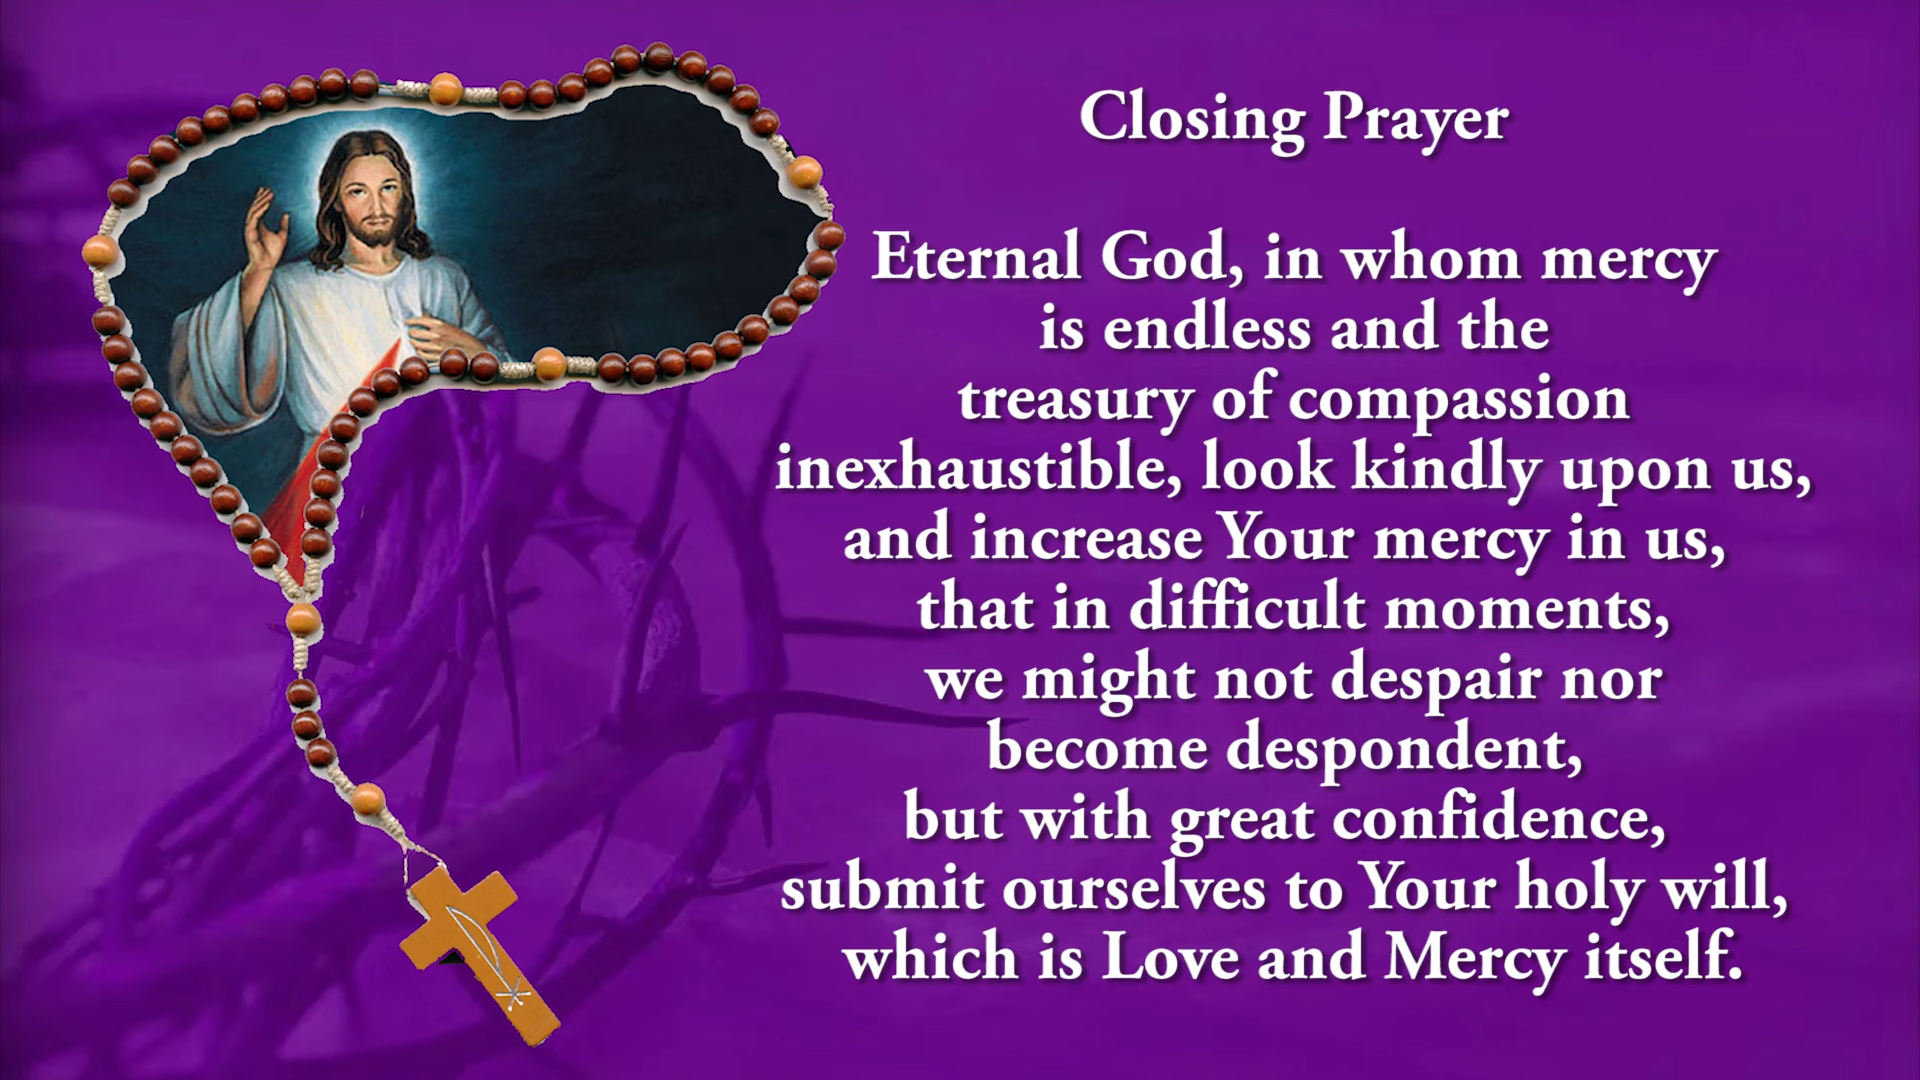 Closing Prayer
Eternal God, in whom mercy
is endless and the
treasury of compassion
inexhaustible, look kindly upon us,
and increase Your mercy in us,
that in difficult moments,
we might not despair nor
become despondent,
but with great confidence,
submit ourselves to Your holy will,
which is Love and Mercy itself.